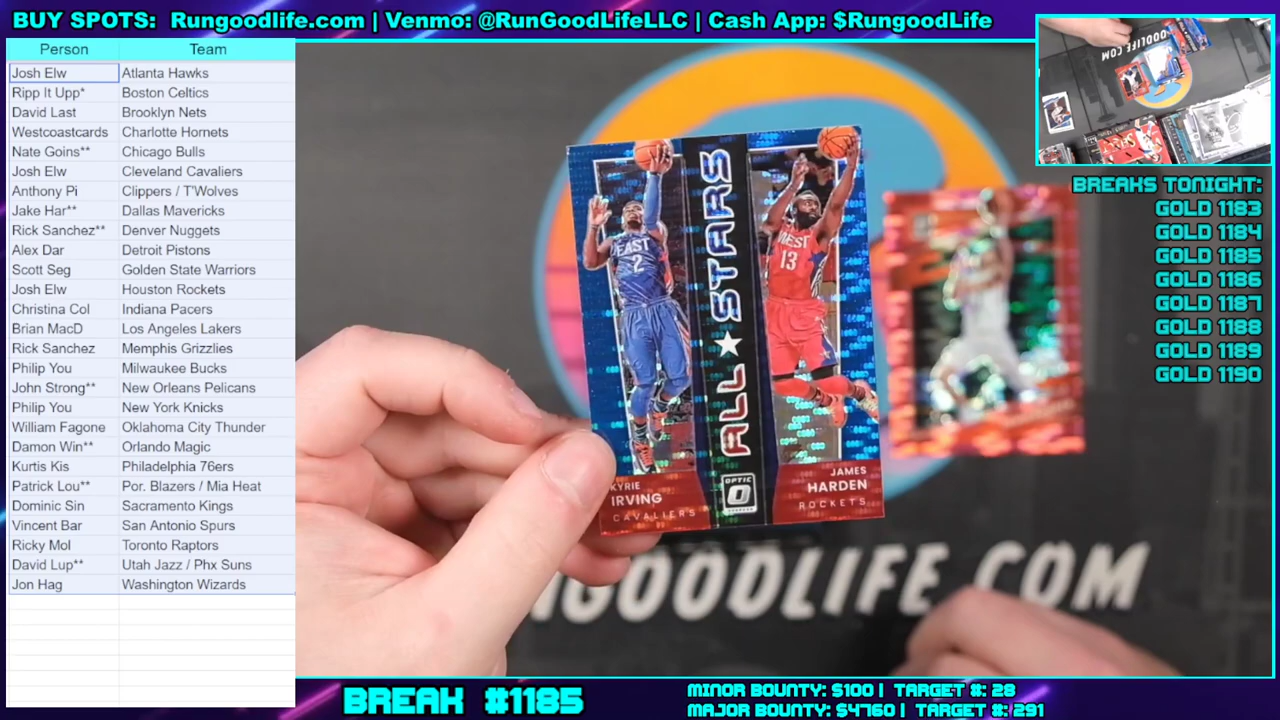 BUY SPOTS: Rungoodlife.com | Venmo: @RunGoodLifeLLC | Cash App: $RungoodLife
Person Team
Josh Elw Atlanta Hawks
Ripp It Upp* Boston Celtics
David Last Brooklyn Nets
Westcoastcards Charlotte Hornets
Nate Goins** Chicago Bulls
Josh Elw Cleveland Cavaliers
Anthony Pi Clippers / T'Wolves
Jake Har** Dallas Mavericks
Rick Sanchez** Denver Nuggets
Alex Dar Detroit Pistons
Scott Seg Golden State Warriors
Josh Elw Houston Rockets
Christina Col Indiana Pacers
Brian MacD Los Angeles Lakers
Rick Sanchez Memphis Grizzlies
Philip You Milwaukee Bucks
John Strong** New Orleans Pelicans
Philip You New York Knicks
William Fagone Oklahoma City Thunder
Damon Win** Orlando Magic
Kurtis Kis Philadelphia 76ers
Patrick Lou** Por. Blazers / Mia Heat
Dominic Sin Sacramento Kings
Vincent Bar San Antonio Spurs
Ricky Mol Toronto Raptors
David Lup** Utah Jazz / Phx Suns
Jon Hag Washington Wizards
EAST
2
ALL★STARS
WEST
13
KYRIE
IRVING
CAVALIERS
OPTIC
JAMES
HARDEN
ROCKETS
NGOODLIFE.COM
GOODLIFE.COM
BREAKS TONIGHT:
GOLD 1183
GOLD 1184
GOLD 1185
GOLD 1186
GOLD 1187
GOLD 1188
GOLD 1189
GOLD 1190
BREAK #1185
MINOR BOUNTY: $100 | TARGET #: 28
MAJOR BOUNTY: $4760 | TARGET #: 291